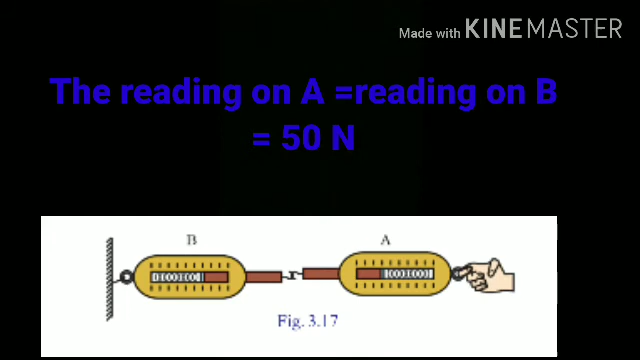 Made with KINEMASTER
The reading on A =reading on B
= 50 N
B
A
Fig. 3.17